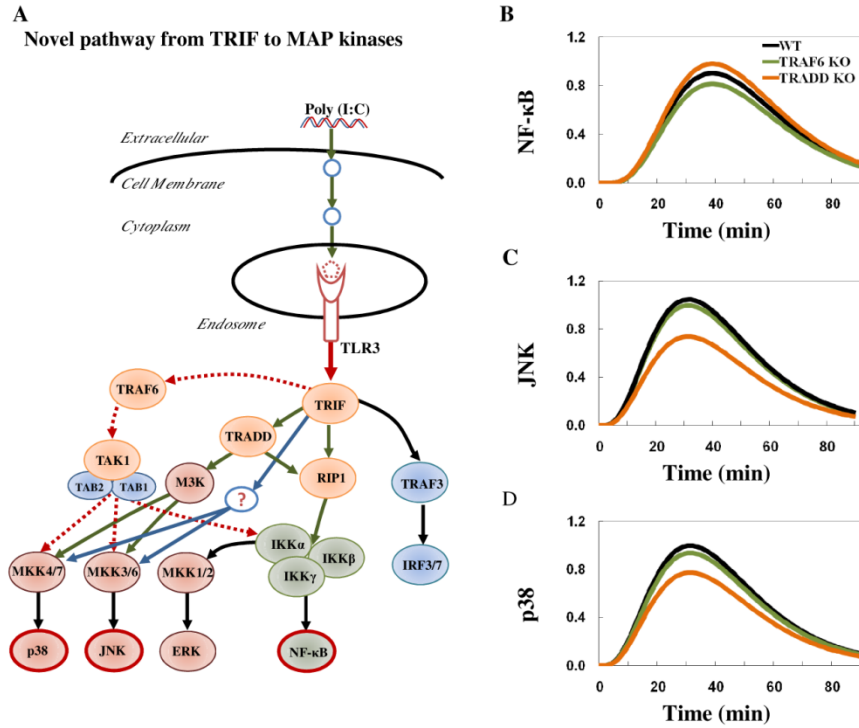 A
Novel pathway from TRIF to MAP kinases
Poly (I:C)
Extracellular
Cell Membrane
Cytoplasm
Endosome
TLR3
TRAF6
TRIF
TRADD
TAK1
TAB2
TAB1
M3K
?
RIP1
TRAF3
IKKα
IKKβ
IKKγ
MKK4/7
MKK3/6
MKK1/2
IRF3/7
p38
JNK
ERK
NF-κB
B
1.2
0.8
0.4
0.0
NF-κB
WT
TRAF6 KO
TRADD KO
0 20 40 60 80
Time (min)
C
1.2
0.8
0.4
0.0
JNK
0 20 40 60 80
Time (min)
D
1.2
0.8
0.4
0.0
p38
0 20 40 60 80
Time (min)